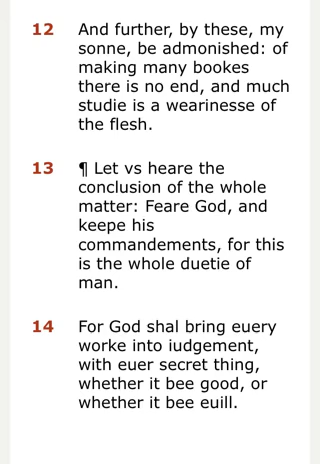 12 And further, by these, my
sonne, be admonished: of
making many bookes
there is no end, and much
studie is a wearinesse of
the flesh.
13 ¶ Let vs heare the
conclusion of the whole
matter: Feare God, and
keepe his
commandements, for this
is the whole duetie of
man.
14 For God shal bring euery
worke into iudgement,
with euer secret thing,
whether it bee good, or
whether it bee euill.